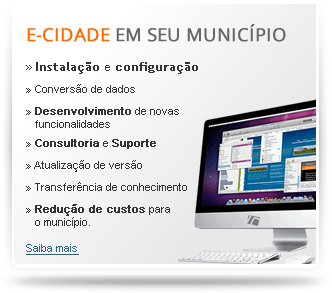 E-CIDADE EM SEU MUNICÍPIO
» Instalação e configuração
» Conversão de dados
» Desenvolvimento de novas
funcionalidades
» Consultoria e Suporte
» Atualização de versão
» Transferência de conhecimento
» Redução de custos para
o município.
Saiba mais